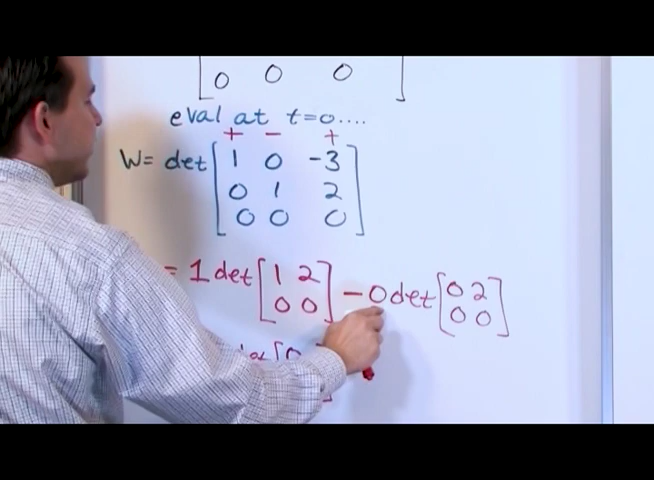 0 0 0
eval at t=0....
+ - +
W= det [ 1 0 -3
0 1 2
0 0 0 ]
= 1 det [ 1 2 - 0 det [ 0 2
0 0 ] 0 0 ]
[ 0